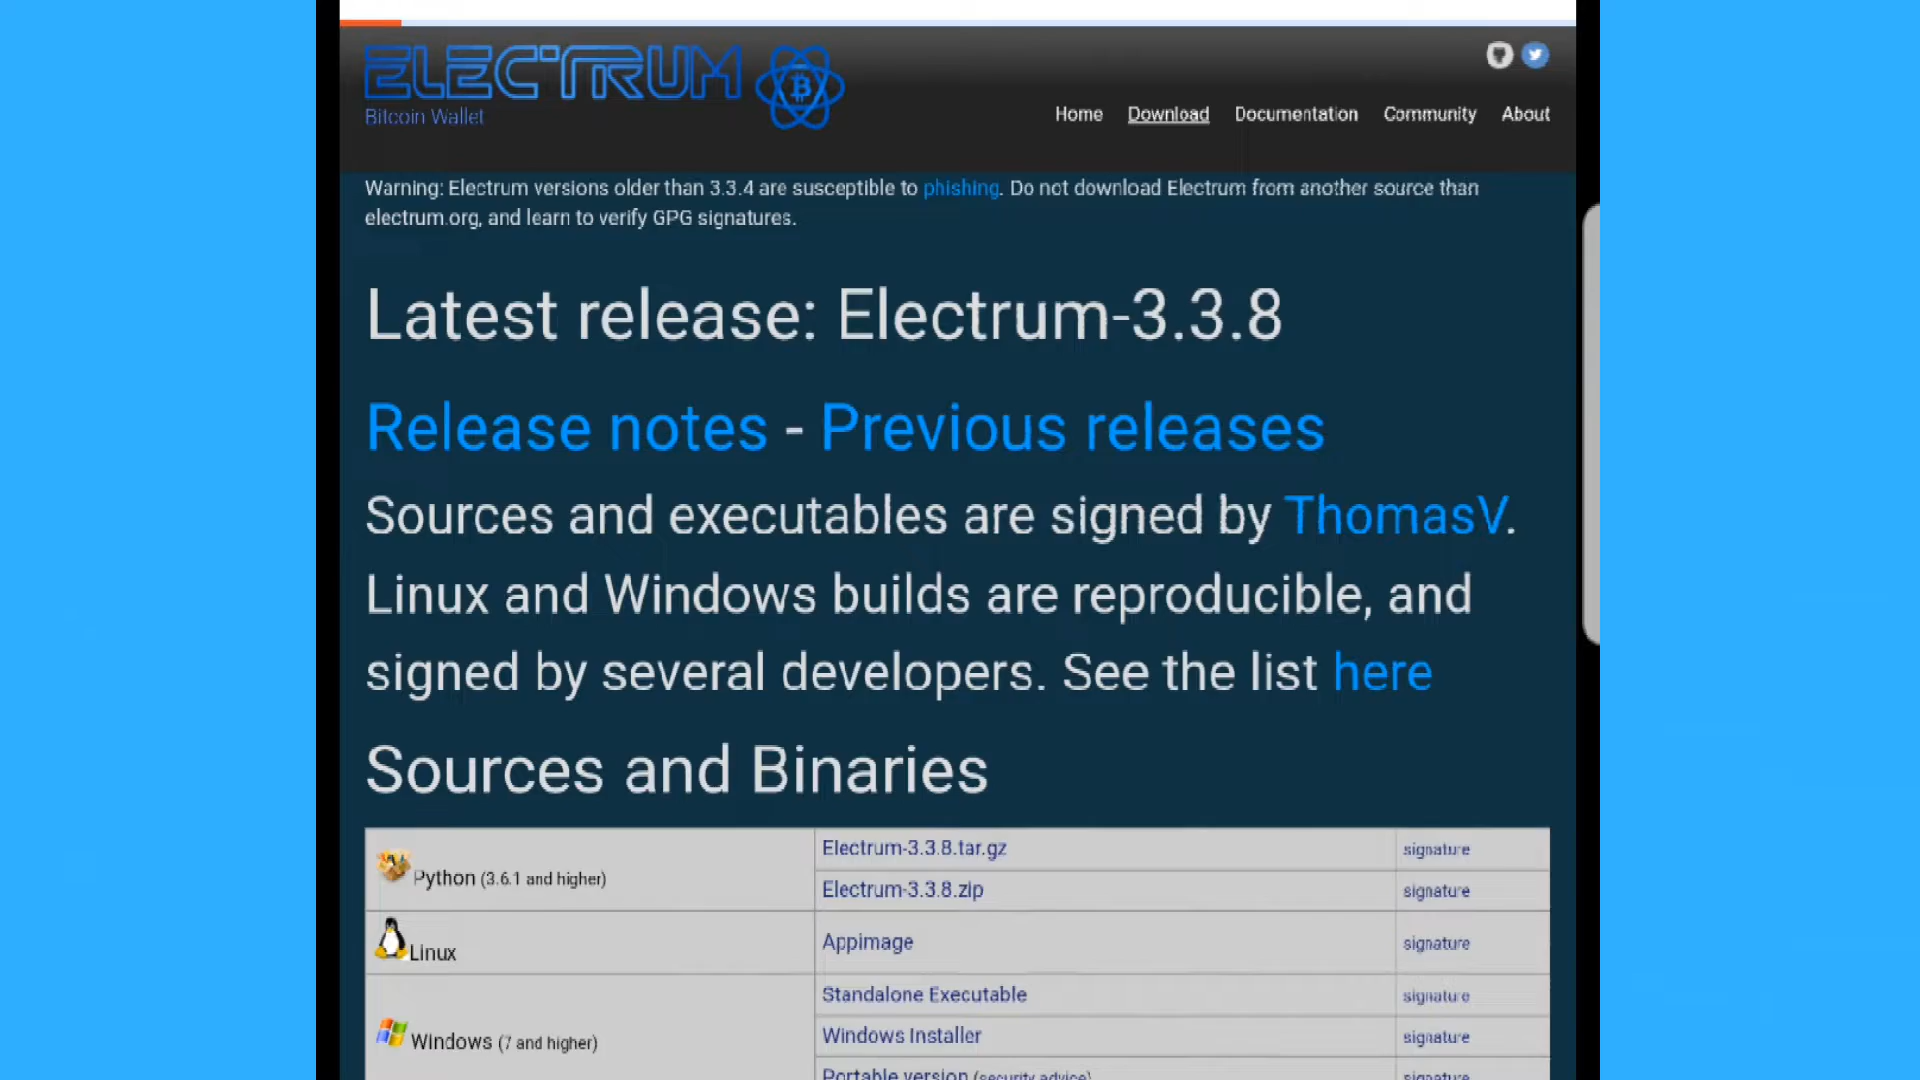 ELECTRUM
Bitcoin Wallet
Home Download Documentation Community About
Warning: Electrum versions older than 3.3.4 are susceptible to phishing. Do not download Electrum from another source than
electrum.org, and learn to verify GPG signatures.
Latest release: Electrum-3.3.8
Release notes - Previous releases
Sources and executables are signed by ThomasV.
Linux and Windows builds are reproducible, and
signed by several developers. See the list here
Sources and Binaries
Python (3.6.1 and higher)
Electrum-3.3.8.tar.gz signature
Electrum-3.3.8.zip signature
Linux Appimage signature
Windows (7 and higher)
Standalone Executable signature
Windows Installer signature
Portable version (security advice) signature